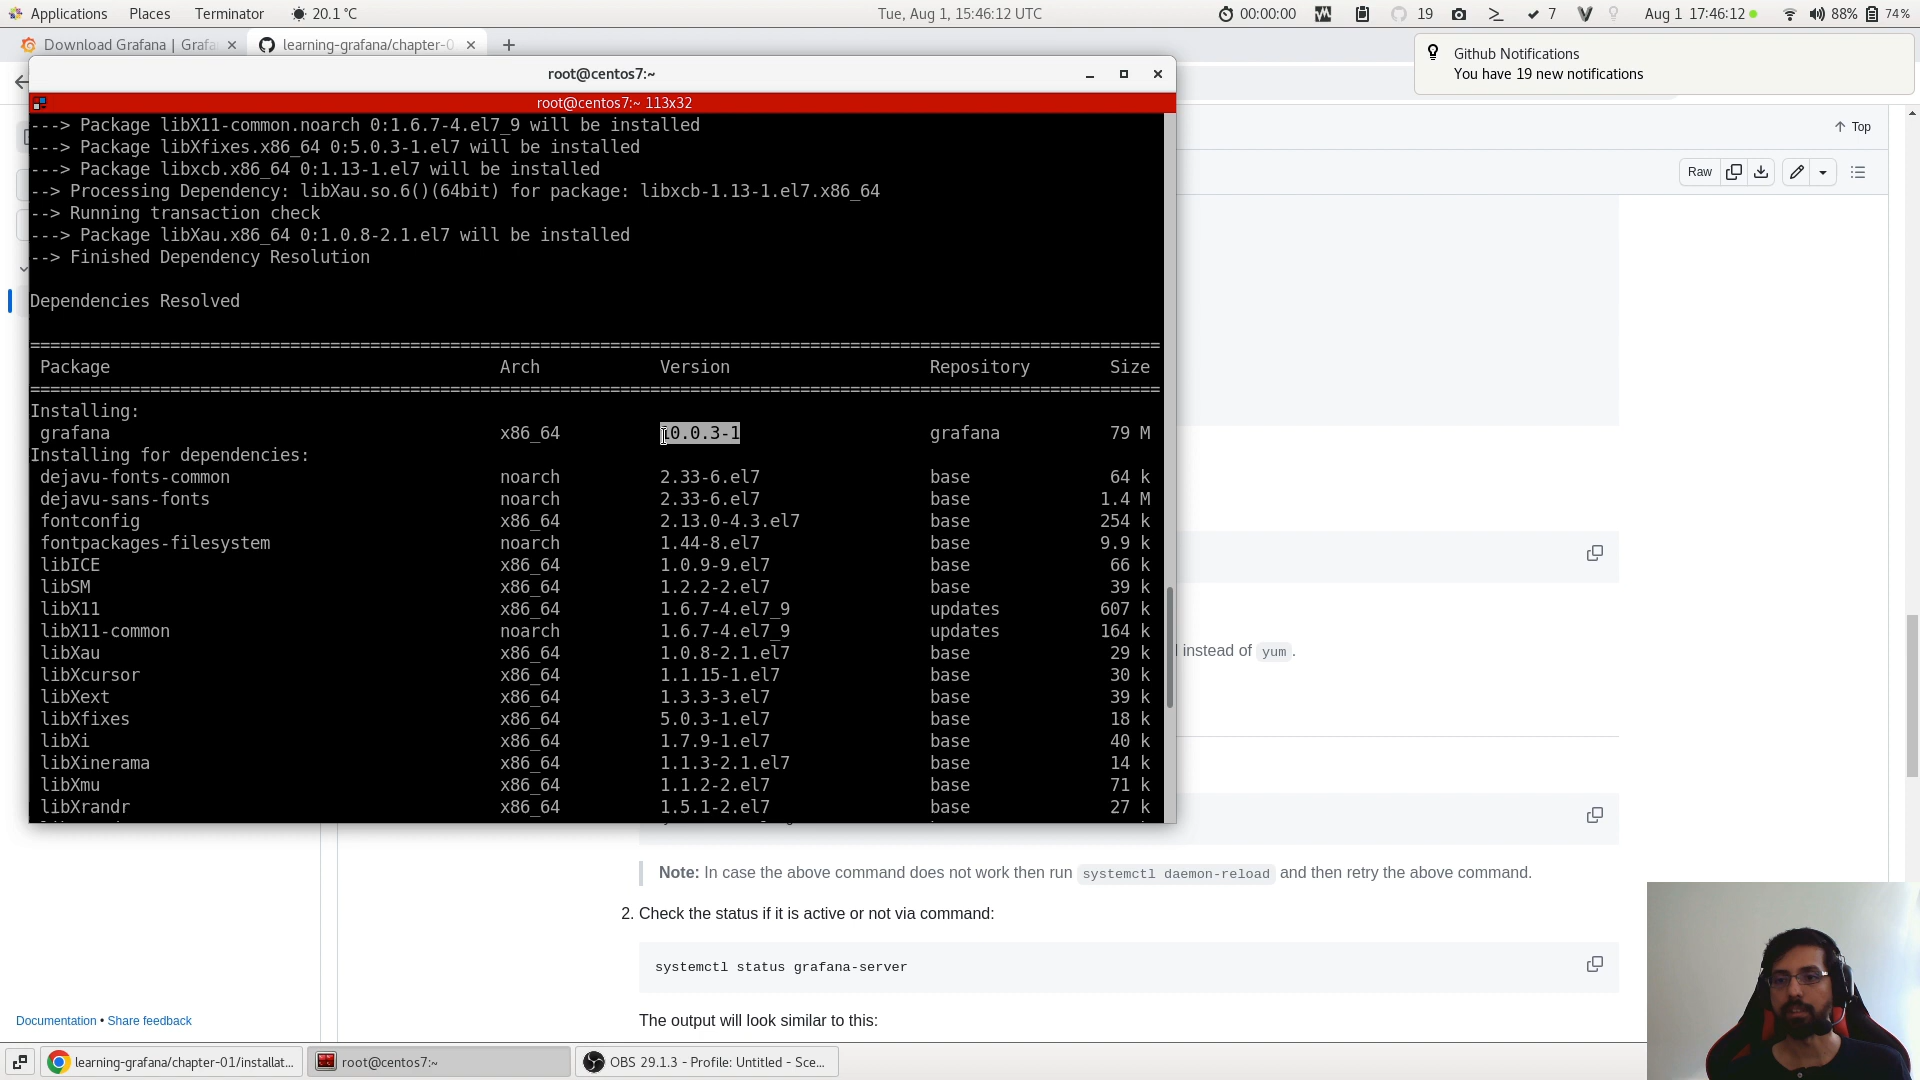 Applications Places Terminator 20.1 °C Tue, Aug 1, 15:46:12 UTC 00:00:00 19 7 Aug 1 17:46:12 88% 74%
Download Grafana | Grafa learning-grafana/chapter-0
Github Notifications
You have 19 new notifications
root@centos7:~
root@centos7:~ 113x32
---> Package libX11-common.noarch 0:1.6.7-4.el7_9 will be installed
---> Package libXfixes.x86_64 0:5.0.3-1.el7 will be installed
---> Package libxcb.x86_64 0:1.13-1.el7 will be installed
--> Processing Dependency: libXau.so.6()(64bit) for package: libxcb-1.13-1.el7.x86_64
--> Running transaction check
---> Package libXau.x86_64 0:1.0.8-2.1.el7 will be installed
--> Finished Dependency Resolution
Dependencies Resolved
Package Arch Version Repository Size
Installing:
grafana x86_64 10.0.3-1 grafana 79 M
Installing for dependencies:
dejavu-fonts-common noarch 2.33-6.el7 base 64 k
dejavu-sans-fonts noarch 2.33-6.el7 base 1.4 M
fontconfig x86_64 2.13.0-4.3.el7 base 254 k
fontpackages-filesystem noarch 1.44-8.el7 base 9.9 k
libICE x86_64 1.0.9-9.el7 base 66 k
libSM x86_64 1.2.2-2.el7 base 39 k
libX11 x86_64 1.6.7-4.el7_9 updates 607 k
libX11-common noarch 1.6.7-4.el7_9 updates 164 k
libXau x86_64 1.0.8-2.1.el7 base 29 k
libXcursor x86_64 1.1.15-1.el7 base 30 k
libXext x86_64 1.3.3-3.el7 base 39 k
libXfixes x86_64 5.0.3-1.el7 base 18 k
libXi x86_64 1.7.9-1.el7 base 40 k
libXinerama x86_64 1.1.3-2.1.el7 base 14 k
libXmu x86_64 1.1.2-2.el7 base 71 k
libXrandr x86_64 1.5.1-2.el7 base 27 k
Top
Raw
instead of yum.
Note: In case the above command does not work then run systemctl daemon-reload and then retry the above command.
2. Check the status if it is active or not via command:
systemctl status grafana-server
The output will look similar to this:
Documentation • Share feedback
learning-grafana/chapter-01/installat... root@centos7:~ OBS 29.1.3 - Profile: Untitled - Sce...